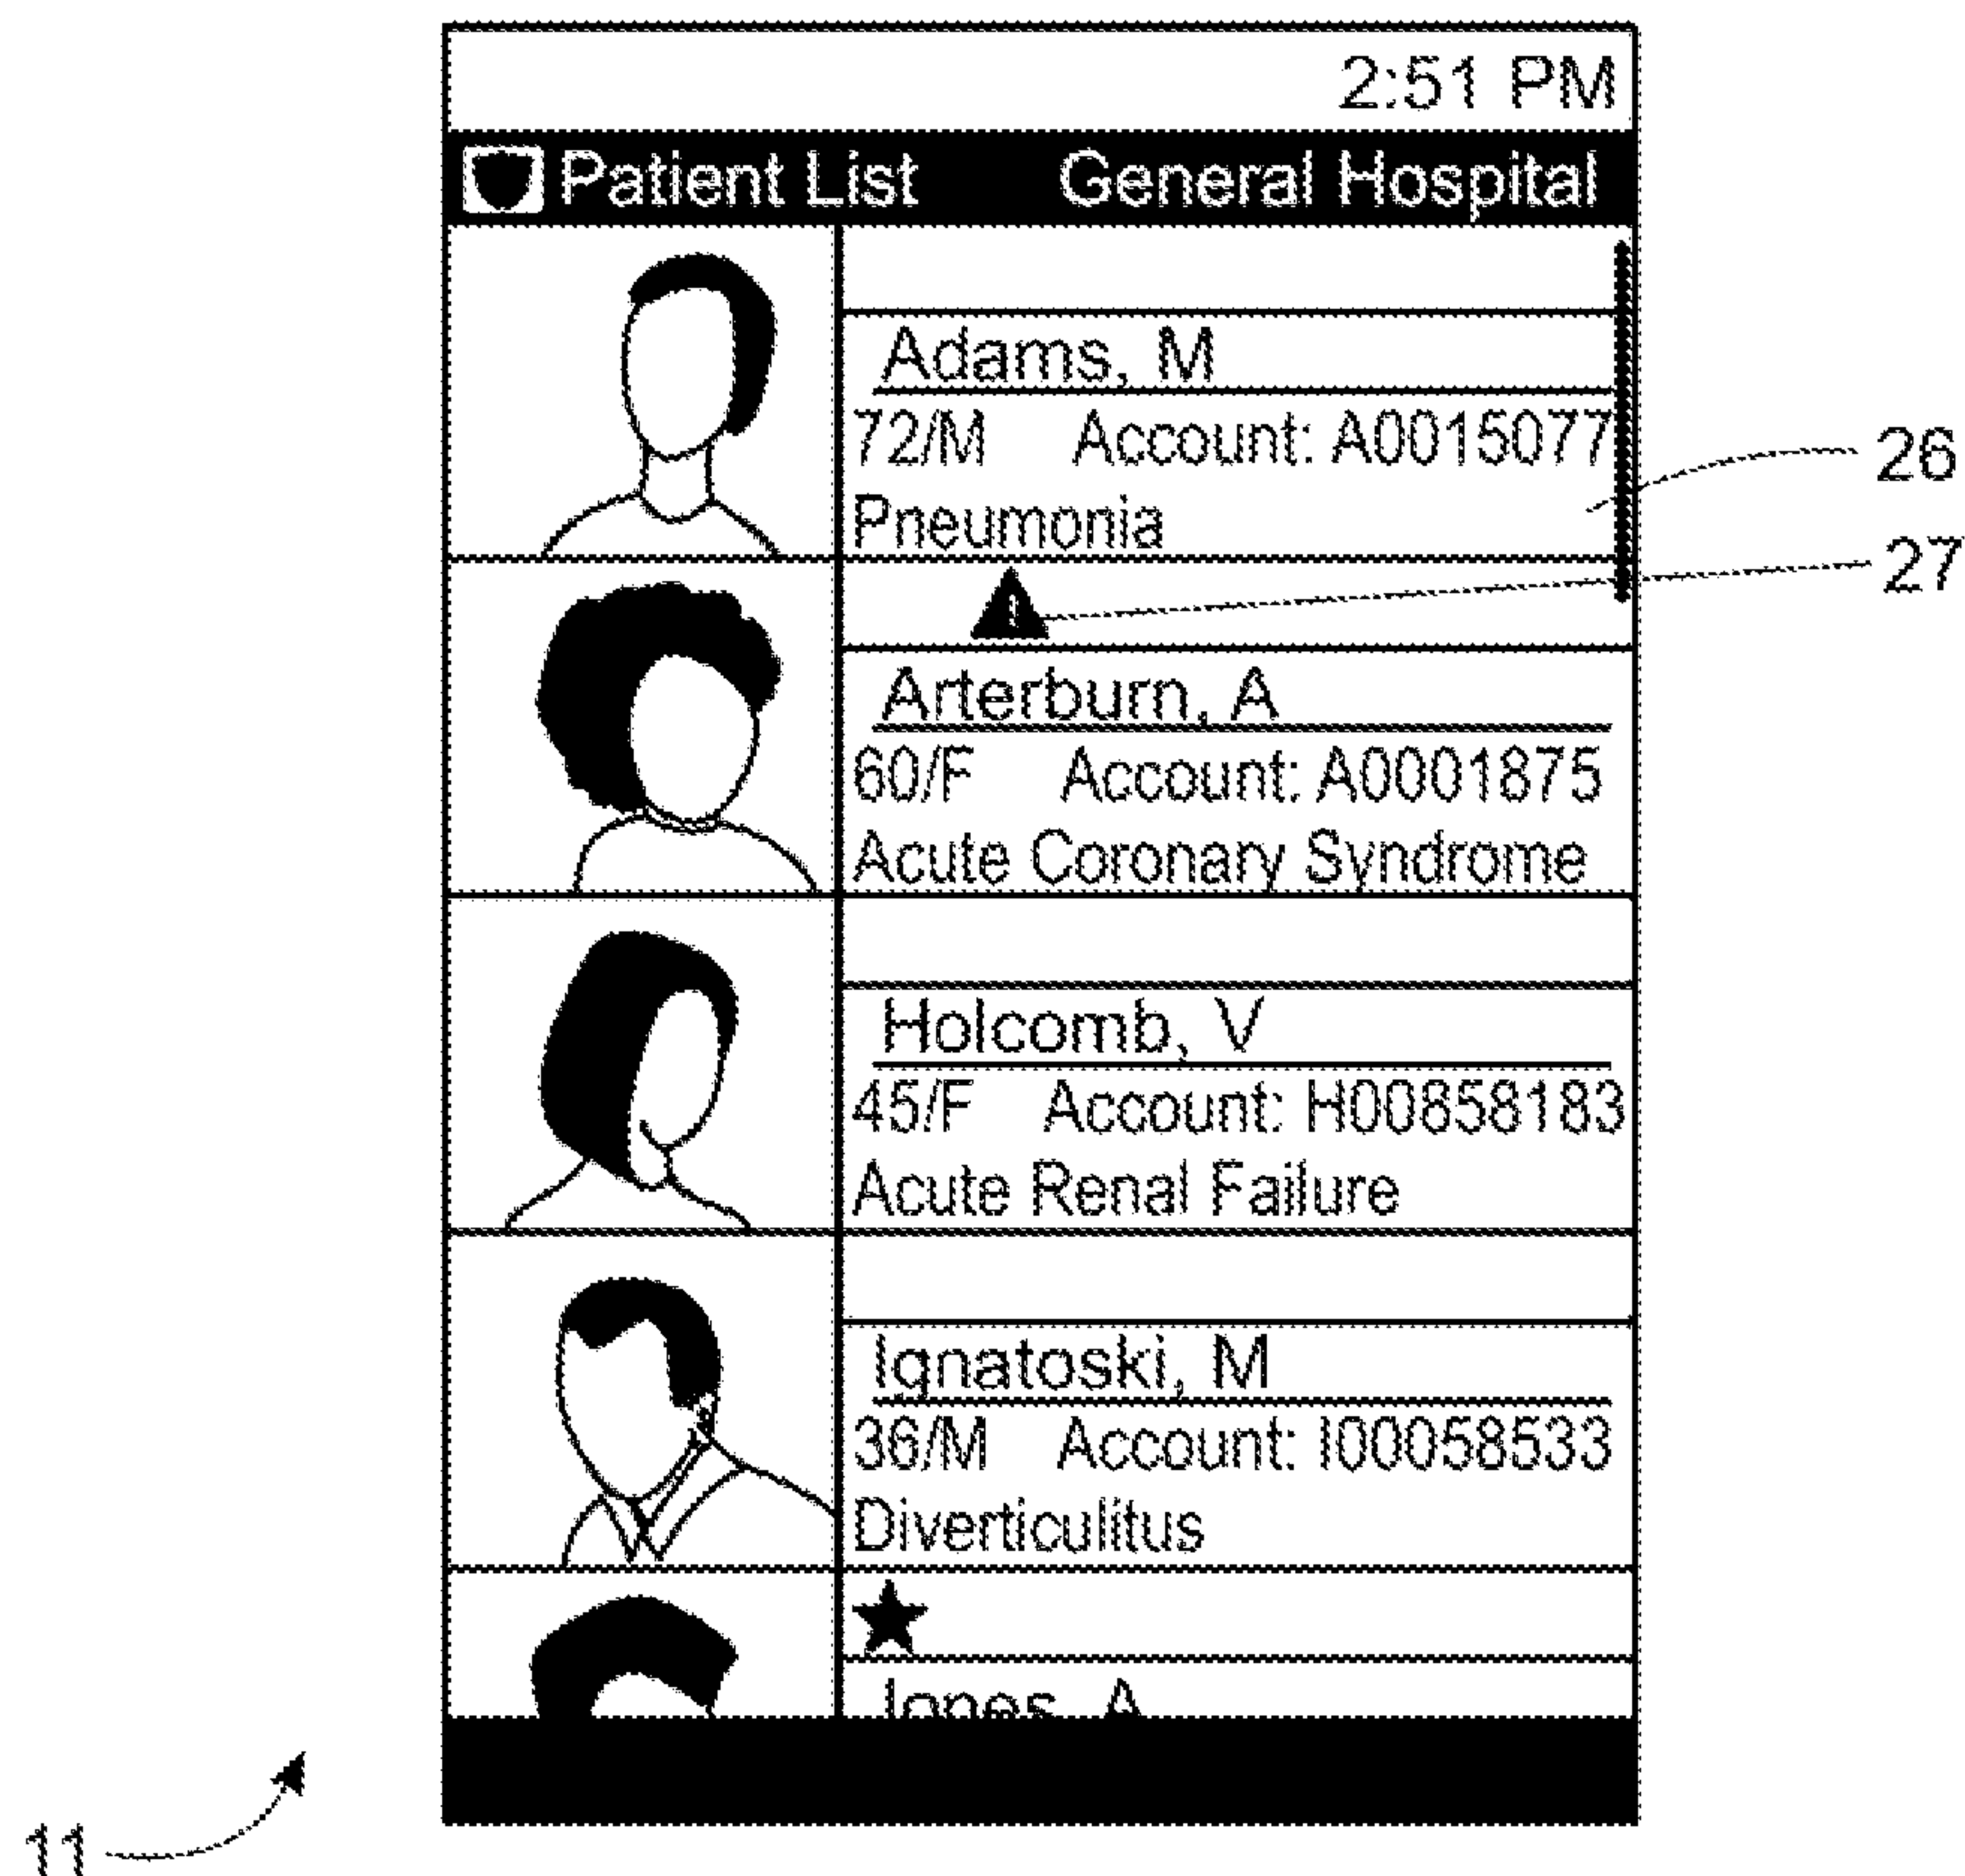 2:51 PM
Patient List General Hospital
Adams, M
72/M Account: A0015077
Pneumonia
26
27
Arterburn, A
60/F Account: A0001875
Acute Coronary Syndrome
Holcomb, V
45/F Account: H00858183
Acute Renal Failure
Ignatoski, M
36/M Account: I00058533
Diverticulitus
A
11